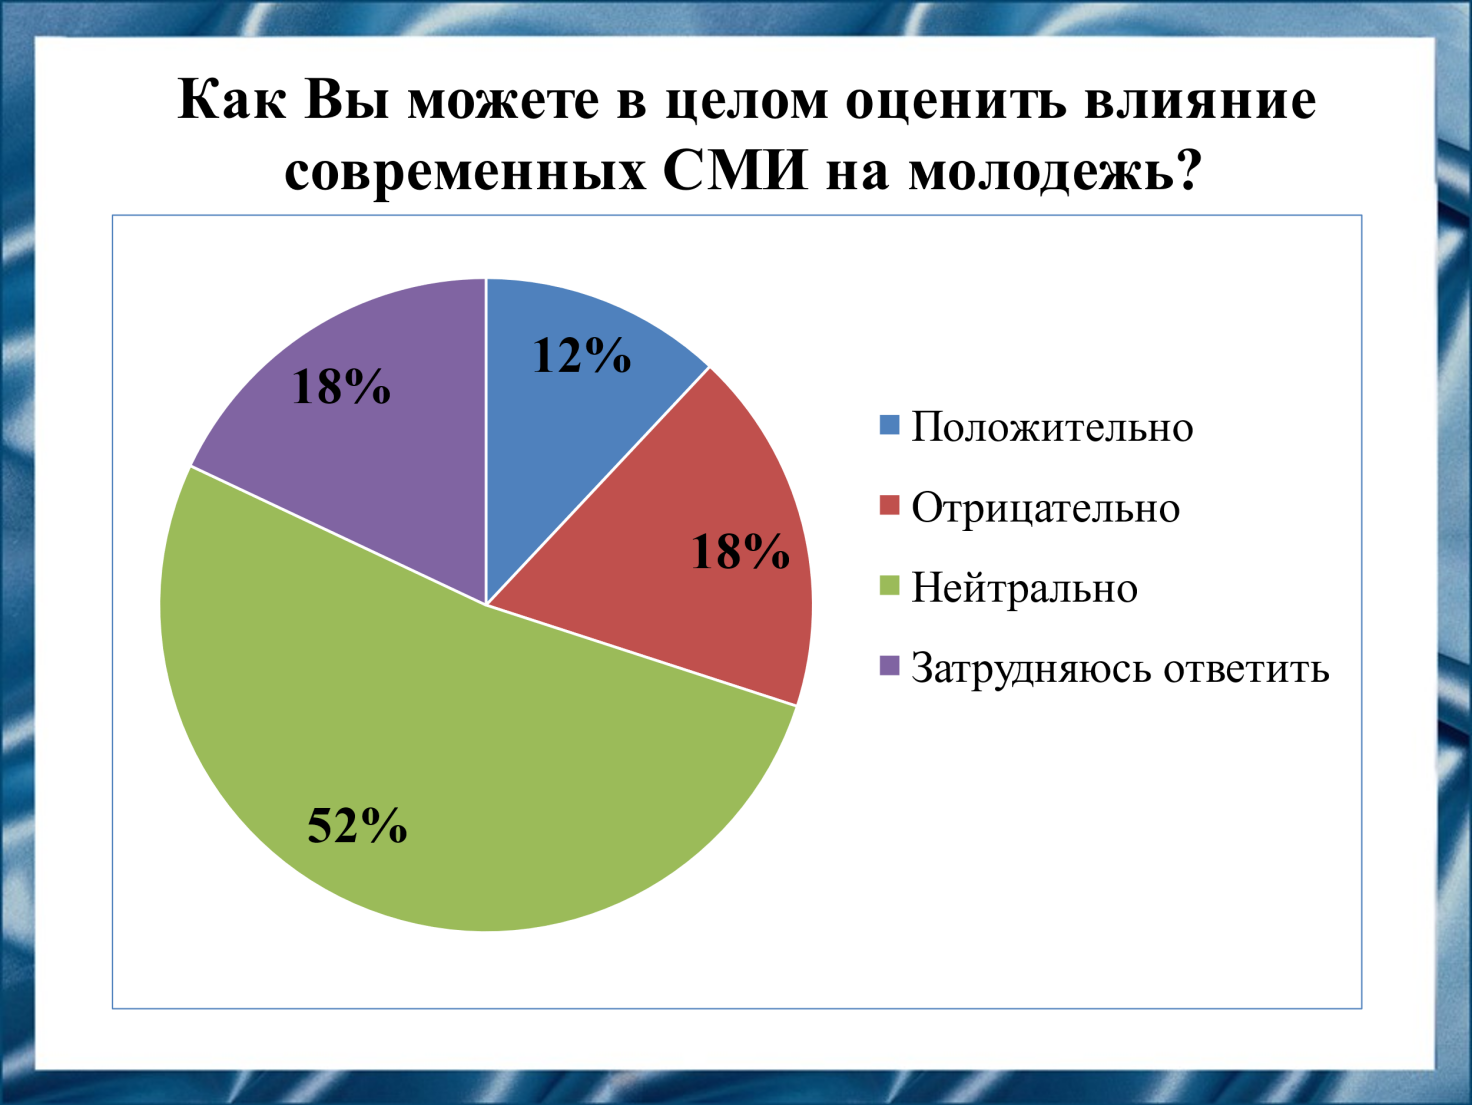 Как Вы можете в целом оценить влияние
современных СМИ на молодежь?
12%
18%
18%
52%
Положительно
Отрицательно
Нейтрально
Затрудняюсь ответить